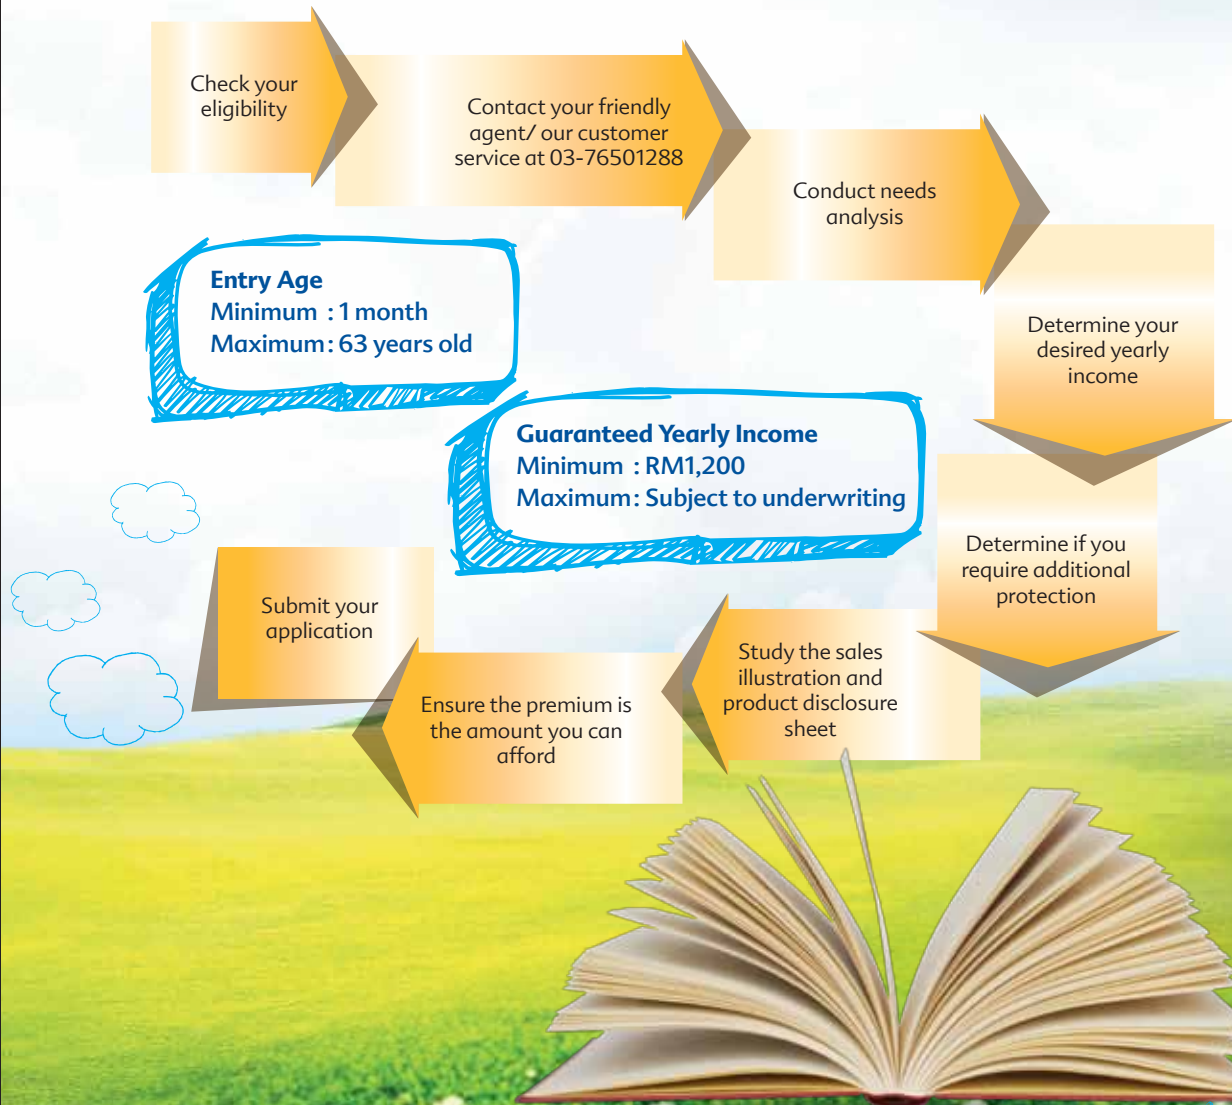 Check your
eligibility
Contact your friendly
agent/ our customer
service at 03-76501288
Conduct needs
analysis
Entry Age
Minimum : 1 month
Maximum : 63 years old
Determine your
desired yearly
income
Guaranteed Yearly Income
Minimum : RM1,200
Maximum : Subject to underwriting
Determine if you
require additional
protection
Study the sales
illustration and
product disclosure
sheet
Ensure the premium is
the amount you can
afford
Submit your
application